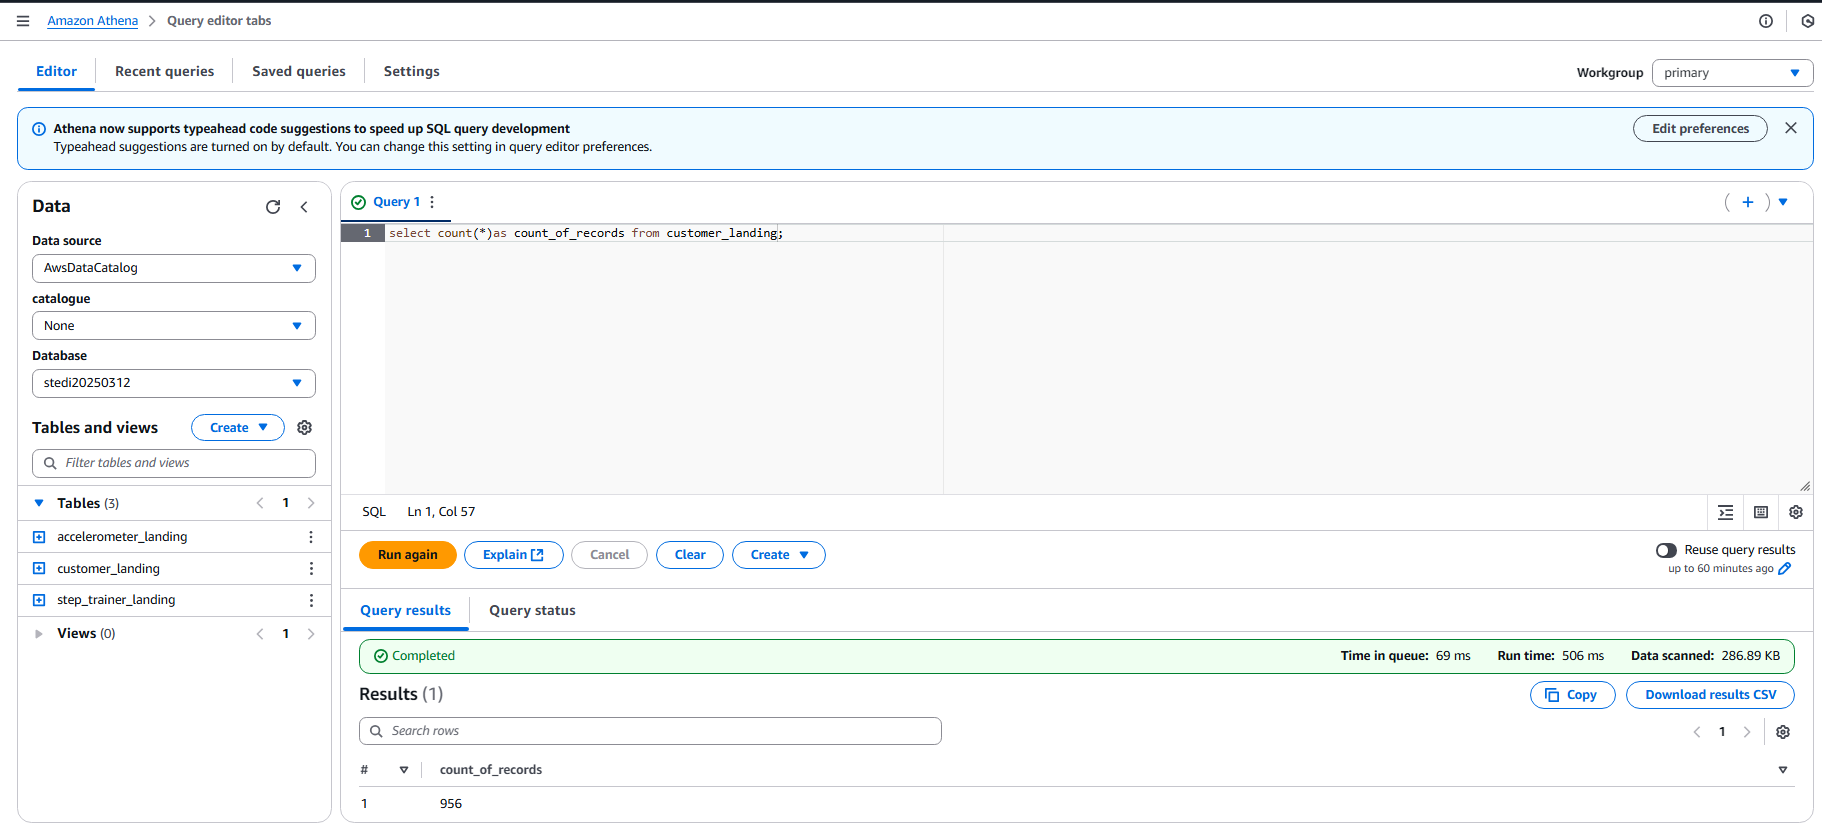 Amazon Athena > Query editor tabs
Editor Recent queries Saved queries Settings
Workgroup primary
Athena now supports typeahead code suggestions to speed up SQL query development
Typeahead suggestions are turned on by default. You can change this setting in query editor preferences.
Edit preferences
Data
Data source
AwsDataCatalog
catalogue
None
Database
stedi20250312
Tables and views Create
Filter tables and views
Tables (3) < 1 >
accelerometer_landing
customer_landing
step_trainer_landing
Views (0) < 1 >
Query 1
1 select count(*)as count_of_records from customer_landing;
SQL Ln 1, Col 57
Run again Explain Cancel Clear Create
Reuse query results
up to 60 minutes ago
Query results Query status
Completed Time in queue: 69 ms Run time: 506 ms Data scanned: 286.89 KB
Results (1)
Copy Download results CSV
Search rows
< 1 >
# count_of_records
1 956